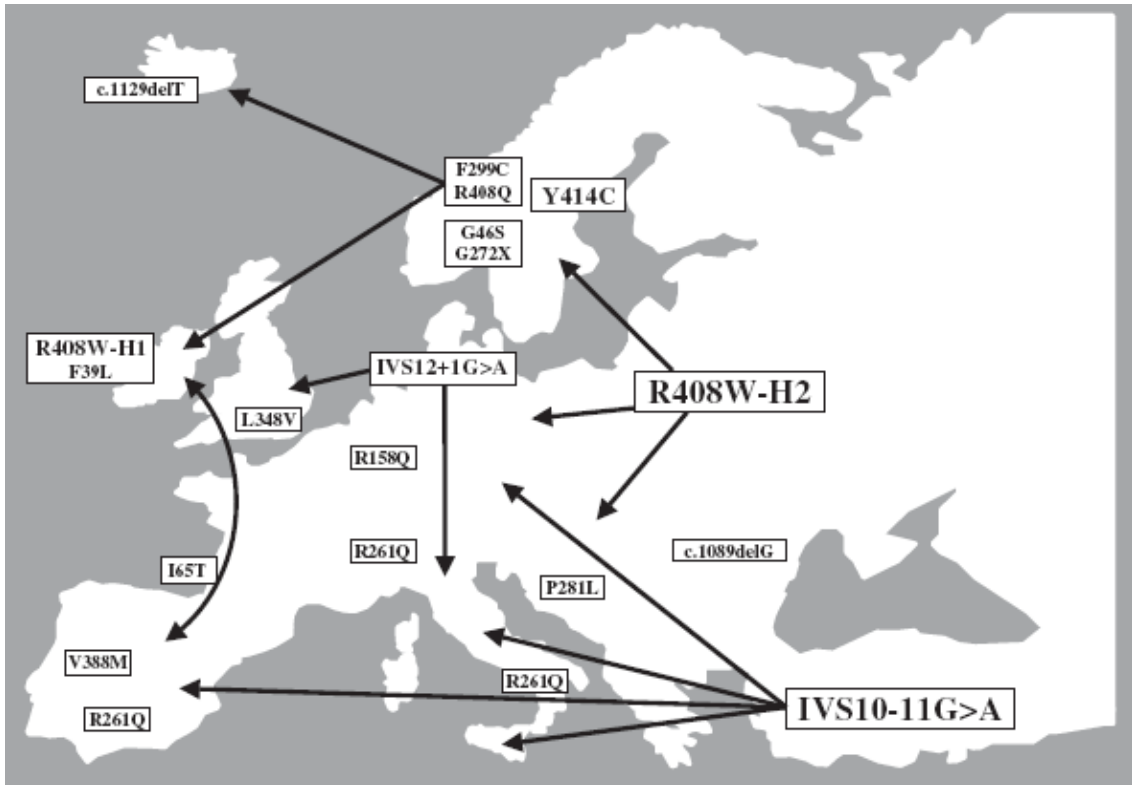 c.1129delT
F299C
R408Q
Y414C
G46S
G272X
R408W-H1
F39L
IVS12+1G>A
R408W-H2
L348V
R158Q
R261Q
c.1089delG
I65T
P281L
V388M
R261Q
R261Q
IVS10-11G>A